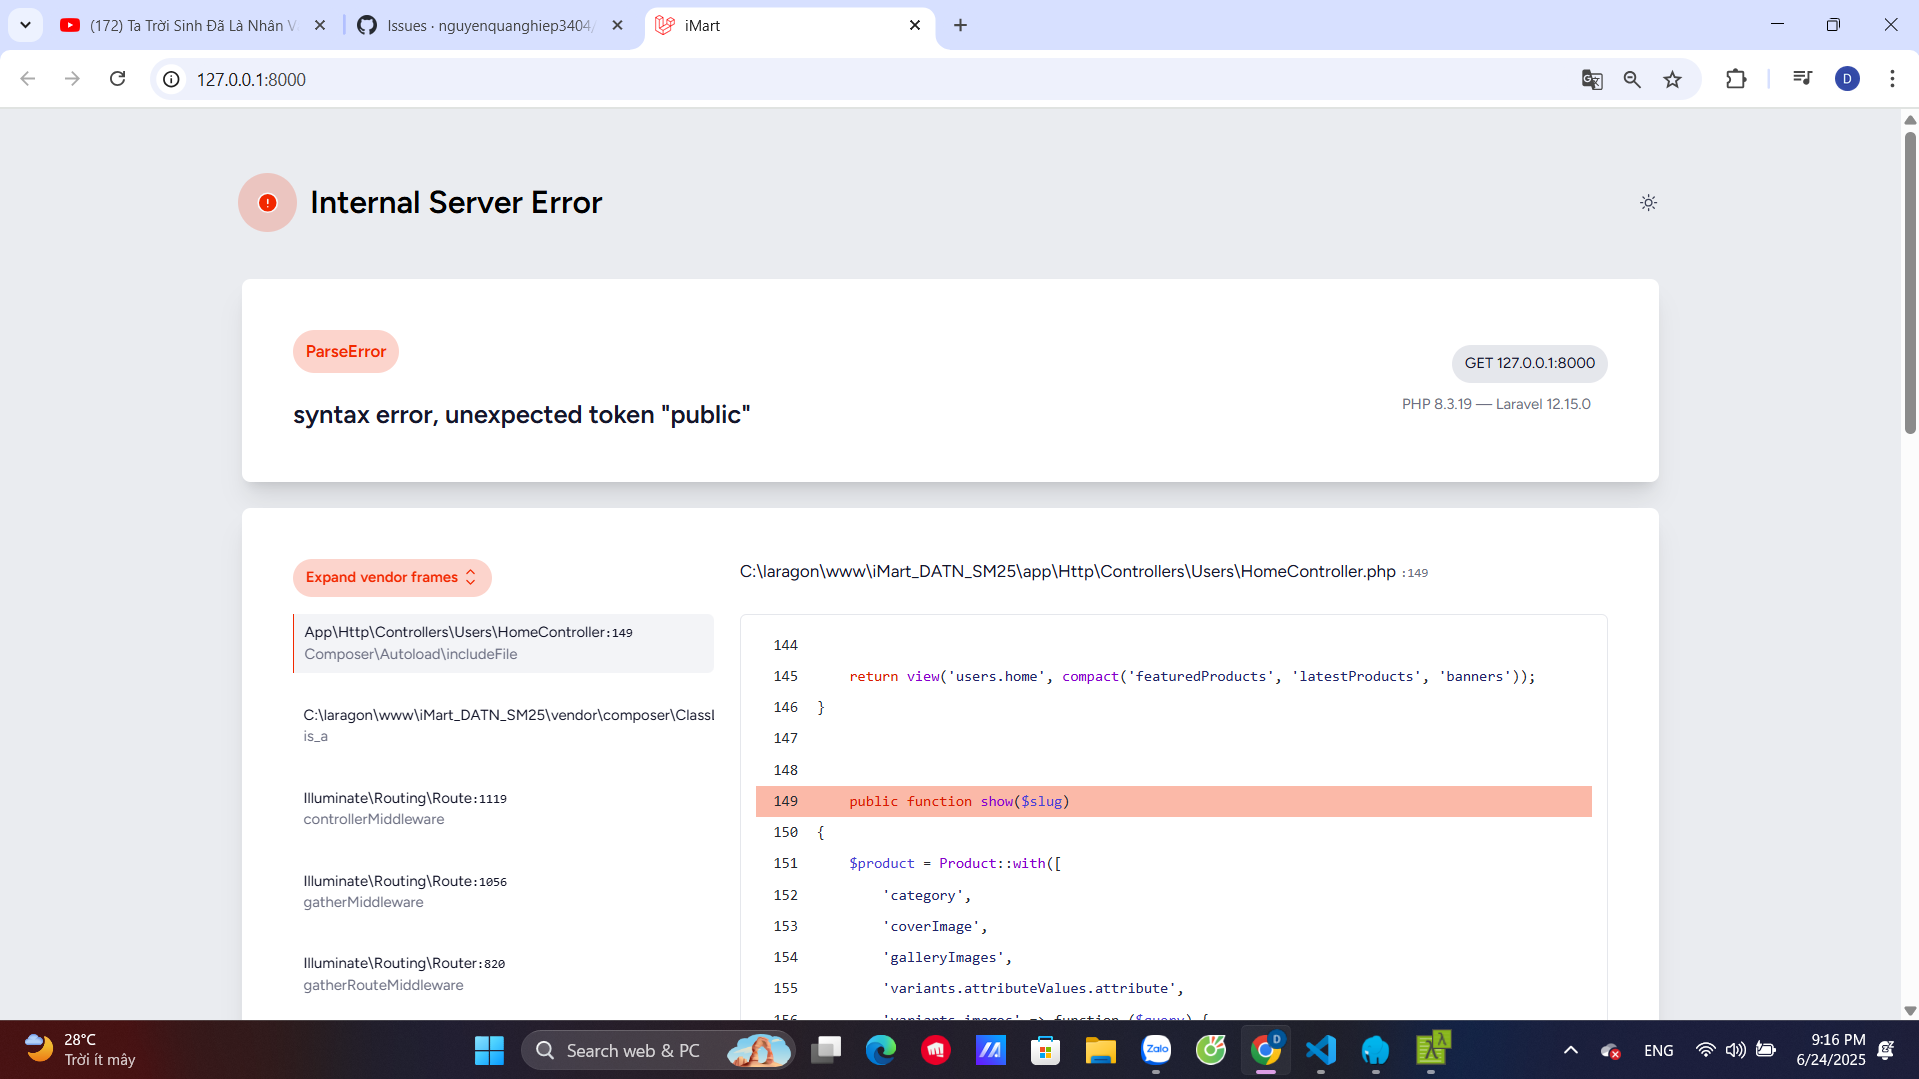 (172) Ta Trời Sinh Đã Là Nhân V
Issues · nguyenquanghiep3404/
iMart
127.0.0.1:8000
D
Internal Server Error
ParseError
GET 127.0.0.1:8000
syntax error, unexpected token "public"
PHP 8.3.19 — Laravel 12.15.0
Expand vendor frames
C:\laragon\www\iMart_DATN_SM25\app\Http\Controllers\Users\HomeController.php :149
App\Http\Controllers\Users\HomeController:149
Composer\Autoload\includeFile
C:\laragon\www\iMart_DATN_SM25\vendor\composer\Class
is_a
Illuminate\Routing\Route:1119
controllerMiddleware
Illuminate\Routing\Route:1056
gatherMiddleware
Illuminate\Routing\Router:820
gatherRouteMiddleware
144
145 return view('users.home', compact('featuredProducts', 'latestProducts', 'banners'));
146 }
147
148
149 public function show($slug)
150 {
151 $product = Product::with([
152 'category',
153 'coverImage',
154 'galleryImages',
155 'variants.attributeValues.attribute',
156 'variants.images' => function ($query) {
28°C
Trời ít mây
Search web & PC
Zalo
D
ENG
9:16 PM
6/24/2025